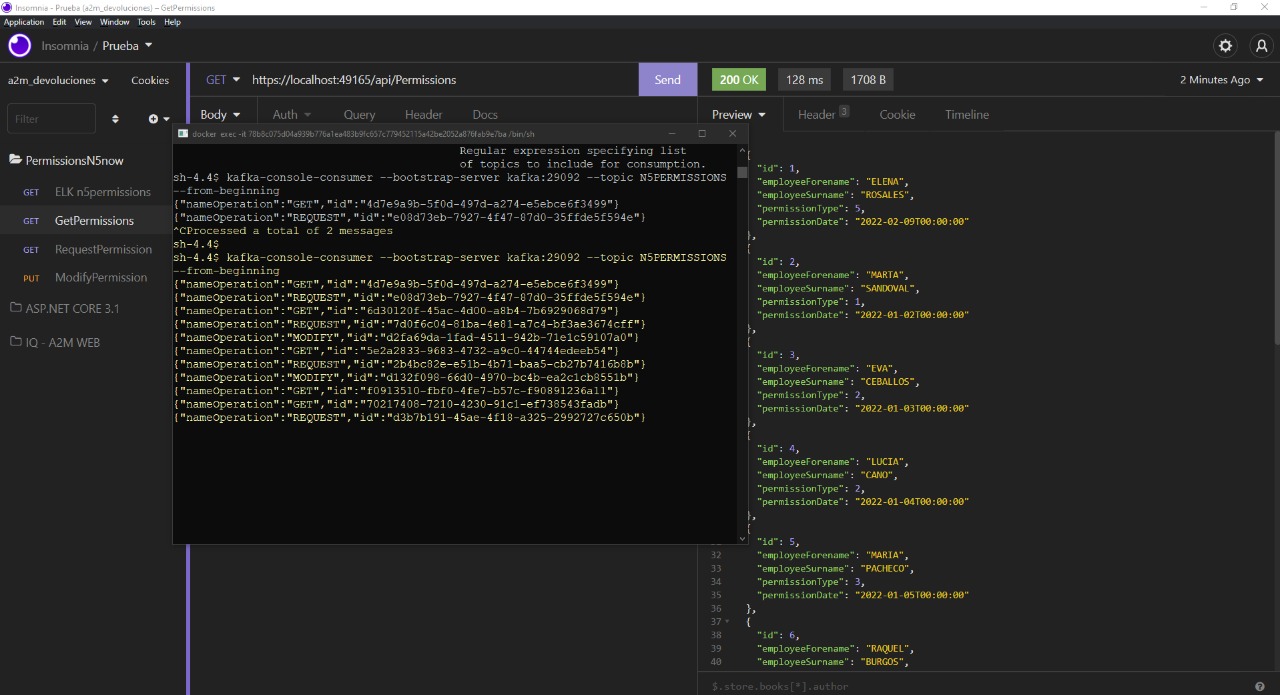 Insomnia - Prueba (a2m_devoluciones) – GetPermissions
Application Edit View Window Tools Help
Insomnia / Prueba
a2m_devoluciones
Cookies
GET https://localhost:49165/api/Permissions
Send
200 OK 128 ms 1708 B
2 Minutes Ago
Filter
Body Auth Query Header Docs
Preview Header 3 Cookie Timeline
PermissionsN5now
GET ELK n5permissions
GET GetPermissions
GET RequestPermission
PUT ModifyPermission
ASP.NET CORE 3.1
IQ - A2M WEB
docker exec -it 78b8c075d04a939b776a1ea483b9fc657c779452115a42be2052a876fab9e7ba /bin/sh
Regular expression specifying list
of topics to include for consumption.
sh-4.4$ kafka-console-consumer --bootstrap-server kafka:29092 --topic N5PERMISSIONS
--from-beginning
{"nameOperation":"GET","id":"4d7e9a9b-5f0d-497d-a274-e5ebce6f3499"}
{"nameOperation":"REQUEST","id":"e08d73eb-7927-4f47-87d0-35ffde5f594e"}
^CProcessed a total of 2 messages
sh-4.4$
sh-4.4$ kafka-console-consumer --bootstrap-server kafka:29092 --topic N5PERMISSIONS
--from-beginning
{"nameOperation":"GET","id":"4d7e9a9b-5f0d-497d-a274-e5ebce6f3499"}
{"nameOperation":"REQUEST","id":"e08d73eb-7927-4f47-87d0-35ffde5f594e"}
{"nameOperation":"GET","id":"6d30120f-45ac-4d00-a8b4-7b6929068d79"}
{"nameOperation":"REQUEST","id":"7d0f6c04-81ba-4e81-a7c4-bf3ae3674cff"}
{"nameOperation":"MODIFY","id":"d2fa69da-1fad-4511-942b-71e1c59107a0"}
{"nameOperation":"GET","id":"5e2a2833-9683-4732-a9c0-44744edeeb54"}
{"nameOperation":"REQUEST","id":"2b4bc82e-e51b-4b71-baa5-cb27b7416b8b"}
{"nameOperation":"MODIFY","id":"d132f098-66d0-4970-bc4b-ea2c1cb8551b"}
{"nameOperation":"GET","id":"f0913510-fbf0-4fe7-b57c-f90891236a11"}
{"nameOperation":"GET","id":"70217408-7210-4230-91c1-ef738543fadb"}
{"nameOperation":"REQUEST","id":"d3b7b191-45ae-4f18-a325-2992727c650b"}
{
"id": 1,
"employeeForename": "ELENA",
"employeeSurname": "ROSALES",
"permissionType": 5,
"permissionDate": "2022-02-09T00:00:00"
},
{
"id": 2,
"employeeForename": "MARTA",
"employeeSurname": "SANDOVAL",
"permissionType": 1,
"permissionDate": "2022-01-02T00:00:00"
},
{
"id": 3,
"employeeForename": "EVA",
"employeeSurname": "CEBALLOS",
"permissionType": 2,
"permissionDate": "2022-01-03T00:00:00"
},
{
"id": 4,
"employeeForename": "LUCIA",
"employeeSurname": "CANO",
"permissionType": 2,
"permissionDate": "2022-01-04T00:00:00"
},
{
"id": 5,
32 "employeeForename": "MARIA",
33 "employeeSurname": "PACHECO",
34 "permissionType": 3,
35 "permissionDate": "2022-01-05T00:00:00"
36 },
37 {
38 "id": 6,
39 "employeeForename": "RAQUEL",
40 "employeeSurname": "BURGOS",
$.store.books[*].author